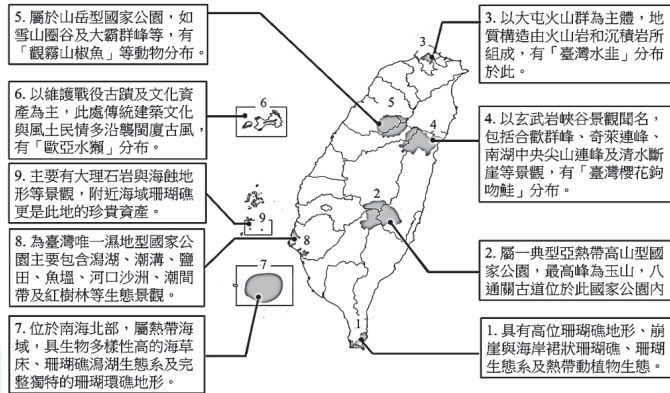 5. 屬於山岳型國家公園，如
雪山圈谷及大霸群峰等，有
「觀霧山椒魚」等動物分布。
6. 以維護戰役古蹟及文化資
產為主，此處傳統建築文化
與風土民情多沿襲閩廈古風，
有「歐亞水獺」分布。
9. 主要有大理石岩與海蝕地
形等景觀，附近海域珊瑚礁
更是此地的珍貴資產。
8. 為臺灣唯一濕地型國家公
園主要包含潟湖、潮溝、鹽
田、魚塭、河口沙洲、潮間
帶及紅樹林等生態景觀。
7. 位於南海北部，屬熱帶海
域，具生物多樣性高的海草
床、珊瑚礁潟湖生態系及完
整獨特的珊瑚環礁地形。
3
6
5
4
2
9
8
7
1
3. 以大屯火山群為主體，地
質構造由火山岩和沉積岩所
組成，有「臺灣水韭」分布
於此。
4. 以玄武岩峽谷景觀聞名，
包括合歡群峰、奇萊連峰、
南湖中央尖山連峰及清水斷
崖等景觀，有「臺灣櫻花鉤
吻鮭」分布。
2. 屬一典型亞熱帶高山型國
家公園，最高峰為玉山，八
通關古道位於此國家公園內
1. 具有高位珊瑚礁地形、崩
崖與海岸裙狀珊瑚礁、珊瑚
生態系及熱帶動植物生態。